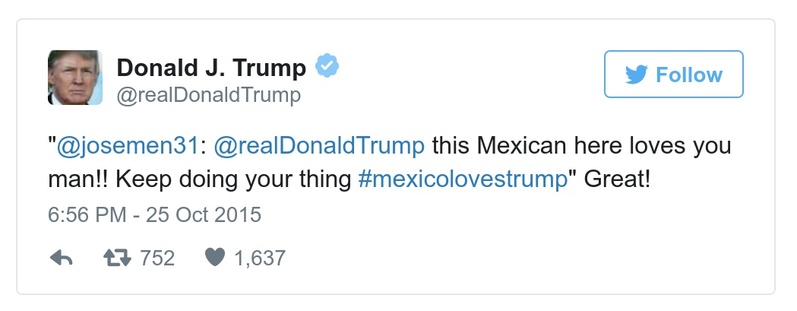 Donald J. Trump
@realDonaldTrump
Follow
"@josemen31: @realDonaldTrump this Mexican here loves you
man!! Keep doing your thing #mexicolovestrump" Great!
6:56 PM - 25 Oct 2015
752 1,637